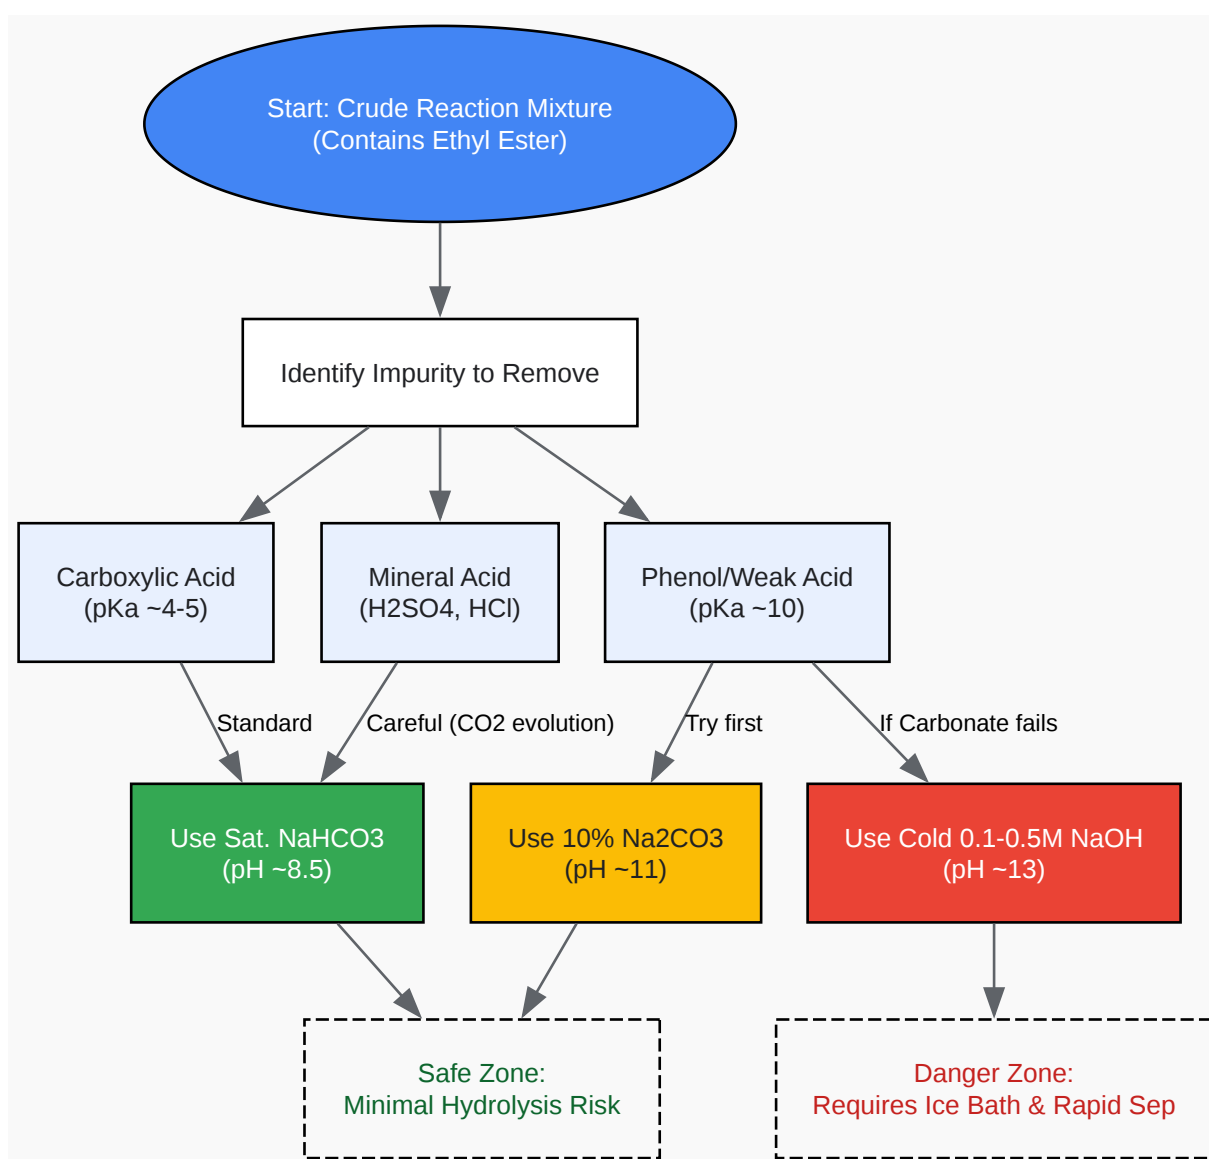 Start: Crude Reaction Mixture
(Contains Ethyl Ester)
Identify Impurity to Remove
Carboxylic Acid
(pKa ~4-5)
Mineral Acid
(H2SO4, HCl)
Phenol/Weak Acid
(pKa ~10)
Standard
Careful (CO2 evolution)
Try first
If Carbonate fails
Use Sat. NaHCO3
(pH ~8.5)
Use 10% Na2CO3
(pH ~11)
Use Cold 0.1-0.5M NaOH
(pH ~13)
Safe Zone:
Minimal Hydrolysis Risk
Danger Zone:
Requires Ice Bath & Rapid Sep